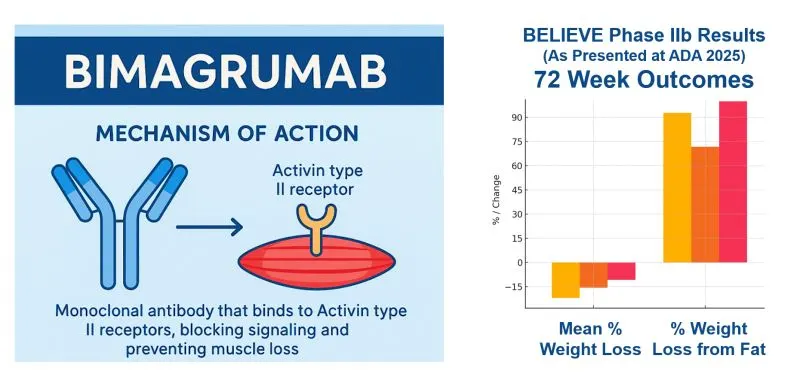 BIMAGRUMAB
MECHANISM OF ACTION
Activin type
II receptor
Monoclonal antibody that binds to Activin type
II receptors, blocking signaling and
preventing muscle loss
BELIEVE Phase IIb Results
(As Presented at ADA 2025)
72 Week Outcomes
% / Change
90
75
60
45
30
15
0
−15
Mean %
Weight Loss
% Weight
Loss from Fat